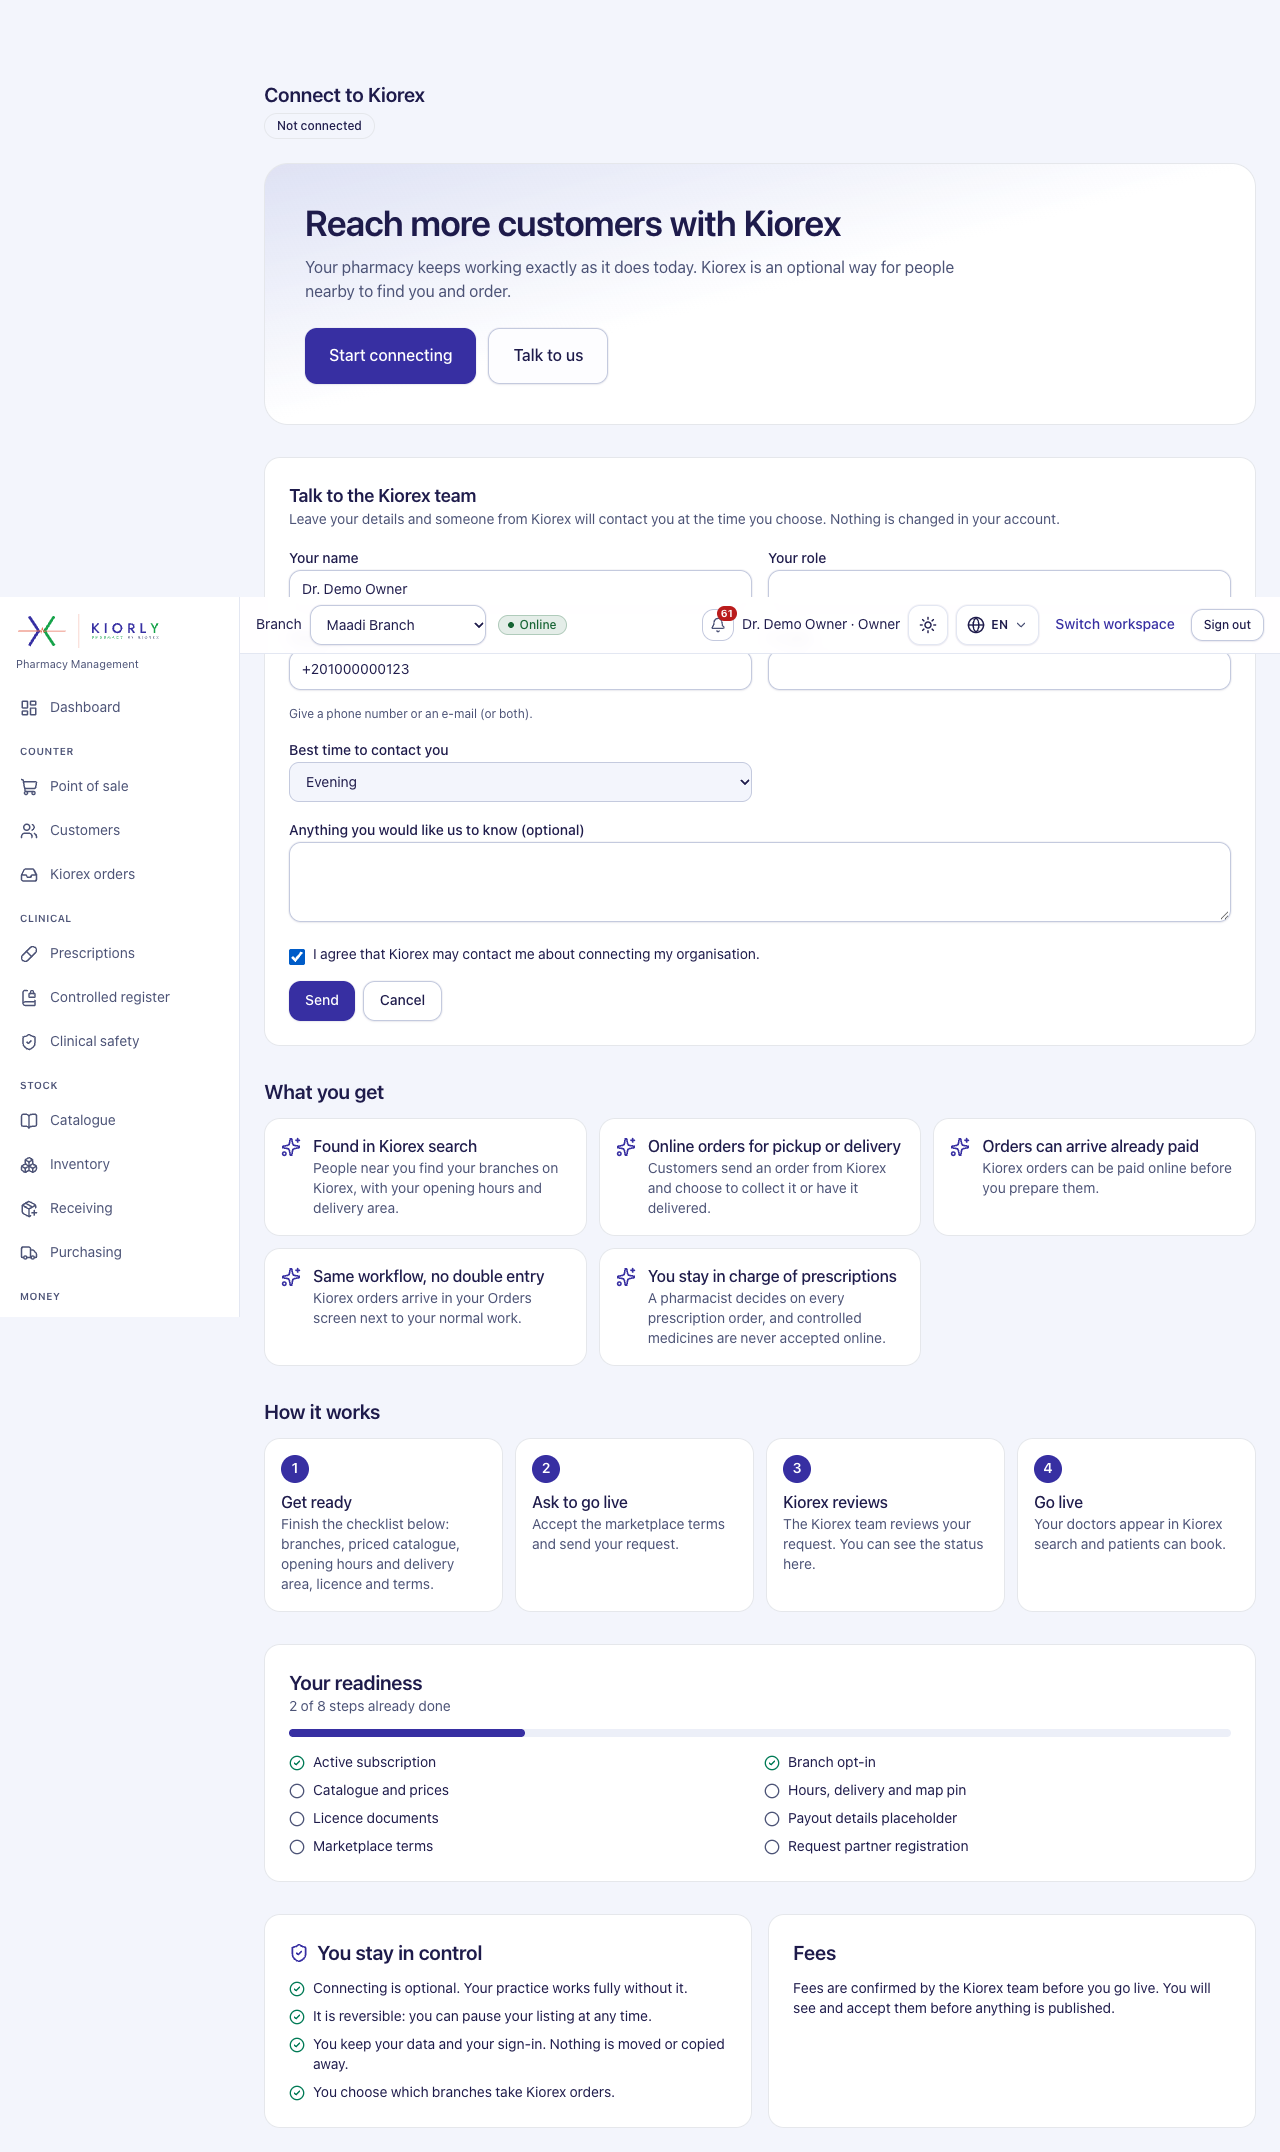 Connect to Kiorex
Not connected
Reach more customers with Kiorex
Your pharmacy keeps working exactly as it does today. Kiorex is an optional way for people
nearby to find you and order.
Start connecting
Talk to us
Talk to the Kiorex team
Leave your details and someone from Kiorex will contact you at the time you choose. Nothing is changed in your account.
Your name
Your role
Dr. Demo Owner
KIORLY
PHARMACY BY KIOREX
Pharmacy Management
Branch
Maadi Branch
Online
61
Dr. Demo Owner · Owner
EN
Switch workspace
Sign out
+201000000123
Give a phone number or an e-mail (or both).
Best time to contact you
Evening
Anything you would like us to know (optional)
I agree that Kiorex may contact me about connecting my organisation.
Send
Cancel
Dashboard
COUNTER
Point of sale
Customers
Kiorex orders
CLINICAL
Prescriptions
Controlled register
Clinical safety
STOCK
Catalogue
Inventory
Receiving
Purchasing
MONEY
What you get
Found in Kiorex search
People near you find your branches on
Kiorex, with your opening hours and
delivery area.
Online orders for pickup or delivery
Customers send an order from Kiorex
and choose to collect it or have it
delivered.
Orders can arrive already paid
Kiorex orders can be paid online before
you prepare them.
Same workflow, no double entry
Kiorex orders arrive in your Orders
screen next to your normal work.
You stay in charge of prescriptions
A pharmacist decides on every
prescription order, and controlled
medicines are never accepted online.
How it works
1
Get ready
Finish the checklist below:
branches, priced catalogue,
opening hours and delivery
area, licence and terms.
2
Ask to go live
Accept the marketplace terms
and send your request.
3
Kiorex reviews
The Kiorex team reviews your
request. You can see the status
here.
4
Go live
Your doctors appear in Kiorex
search and patients can book.
Your readiness
2 of 8 steps already done
Active subscription
Branch opt-in
Catalogue and prices
Hours, delivery and map pin
Licence documents
Payout details placeholder
Marketplace terms
Request partner registration
You stay in control
Connecting is optional. Your practice works fully without it.
It is reversible: you can pause your listing at any time.
You keep your data and your sign-in. Nothing is moved or copied
away.
You choose which branches take Kiorex orders.
Fees
Fees are confirmed by the Kiorex team before you go live. You will
see and accept them before anything is published.